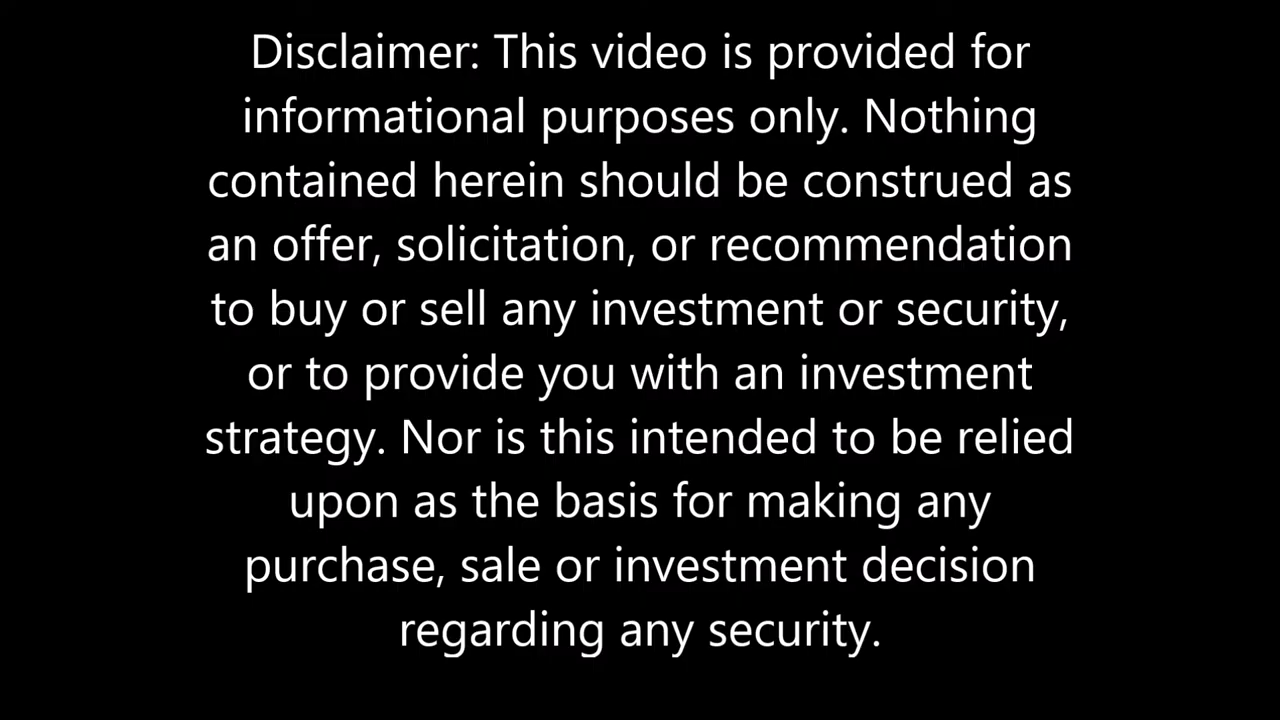 Disclaimer: This video is provided for
informational purposes only. Nothing
contained herein should be construed as
an offer, solicitation, or recommendation
to buy or sell any investment or security,
or to provide you with an investment
strategy. Nor is this intended to be relied
upon as the basis for making any
purchase, sale or investment decision
regarding any security.